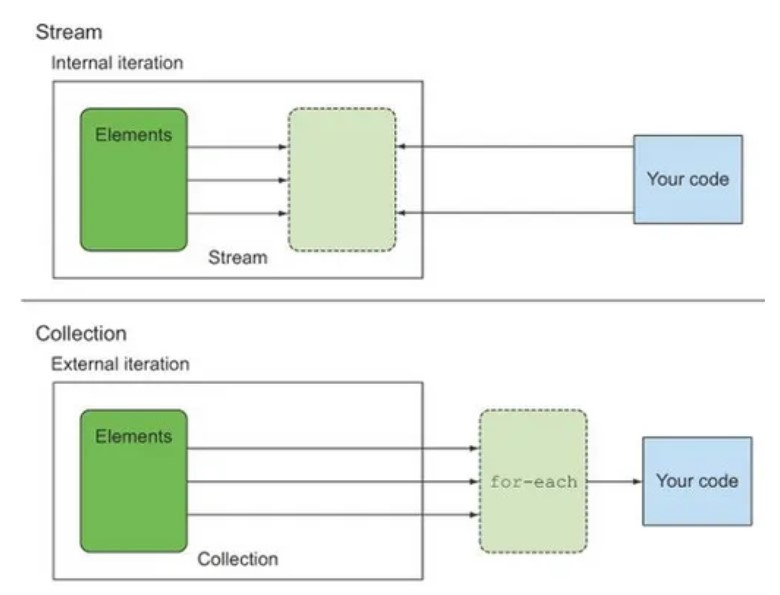 Stream
Internal iteration
Elements
Your code
Stream
Collection
External iteration
Elements
for-each
Your code
Collection